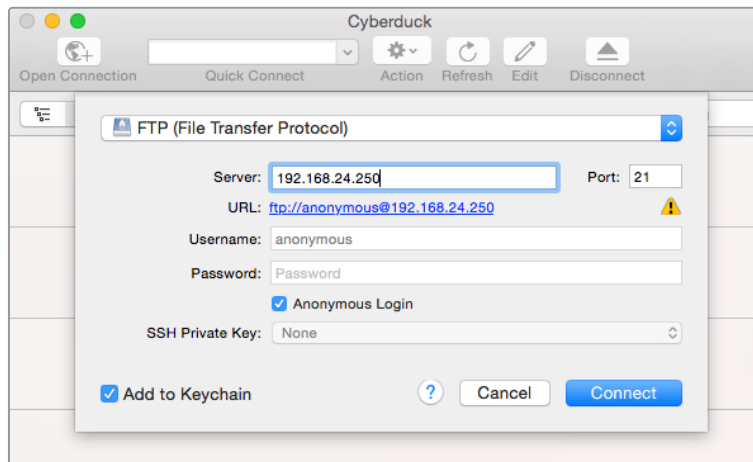 Cyberduck
Open Connection Quick Connect Action Refresh Edit Disconnect
FTP (File Transfer Protocol)
Server: 192.168.24.250 Port: 21
URL: ftp://anonymous@192.168.24.250
Username: anonymous
Password: Password
Anonymous Login
SSH Private Key: None
Add to Keychain ? Cancel Connect